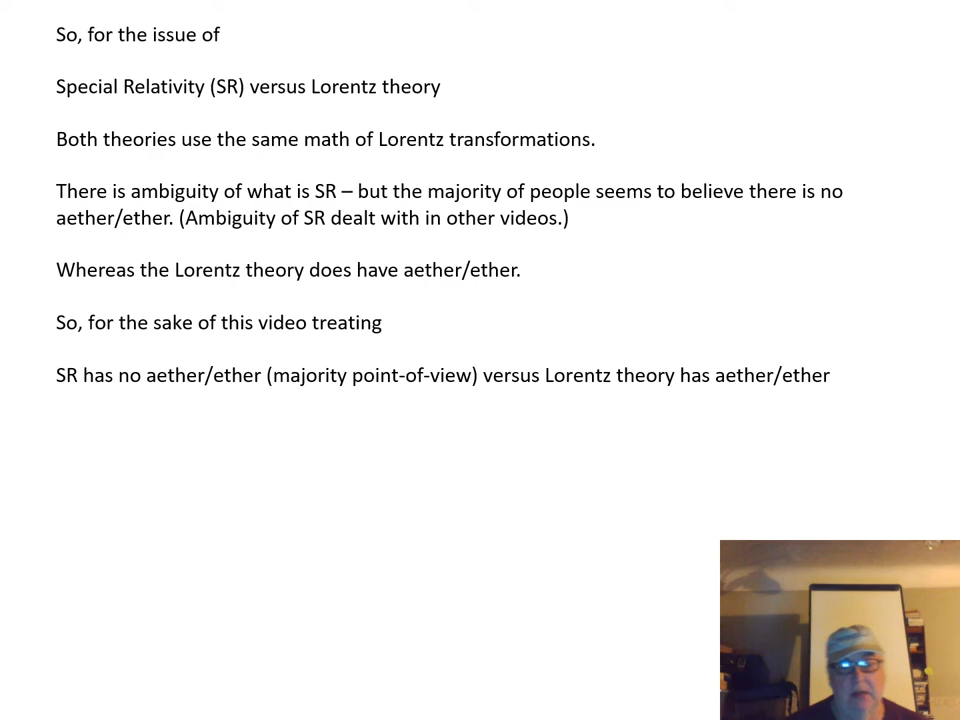 So, for the issue of
Special Relativity (SR) versus Lorentz theory
Both theories use the same math of Lorentz transformations.
There is ambiguity of what is SR – but the majority of people seems to believe there is no
aether/ether. (Ambiguity of SR dealt with in other videos.)
Whereas the Lorentz theory does have aether/ether.
So, for the sake of this video treating
SR has no aether/ether (majority point-of-view) versus Lorentz theory has aether/ether